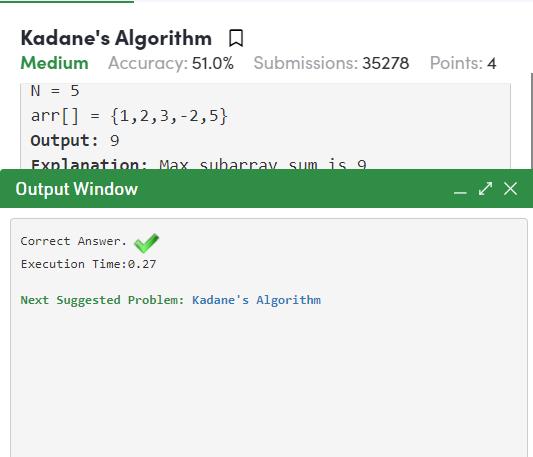 Kadane's Algorithm
Medium Accuracy: 51.0% Submissions: 35278 Points: 4
N = 5
arr[] = {1,2,3,-2,5}
Output: 9
Explanation: Max subarray sum is 9
Output Window
Correct Answer.
Execution Time:0.27
Next Suggested Problem: Kadane's Algorithm